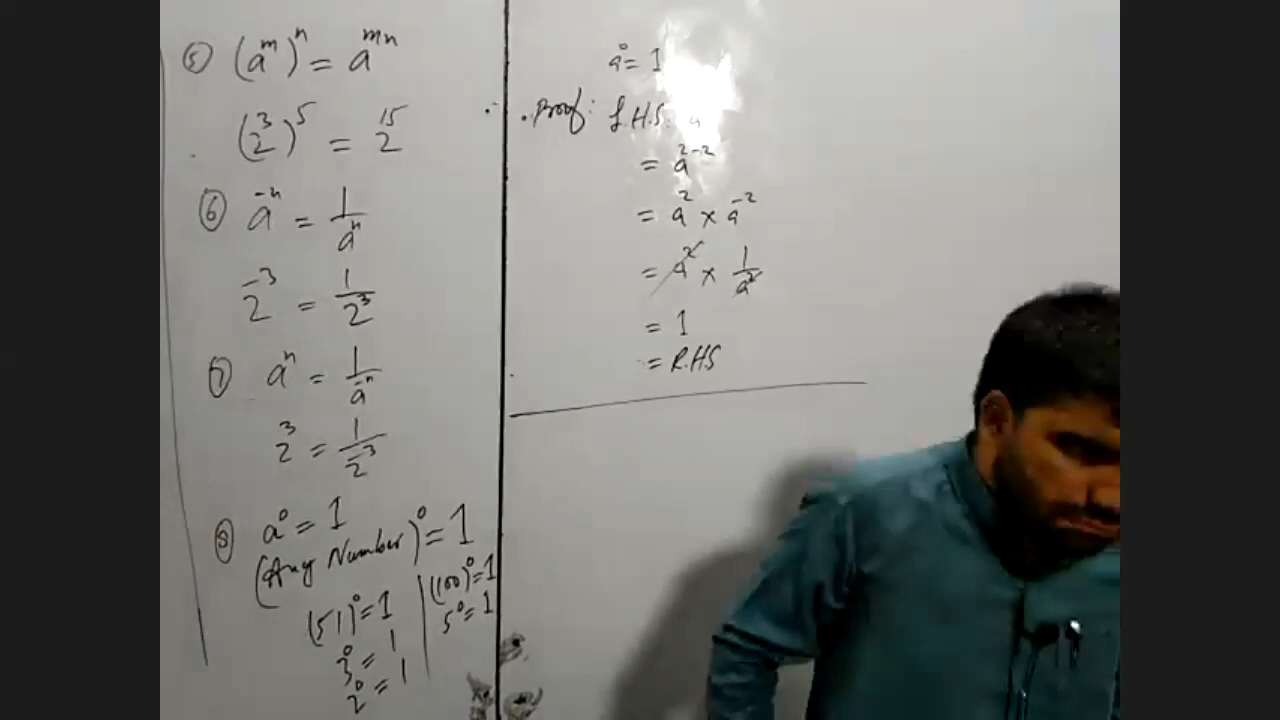 ⑤ (a^m)^n = a^mn
(2^3)^5 = 2^15
⑥ a^-n = 1/a^n
2^-3 = 1/2^3
⑦ a^n = 1/a^-n
2^3 = 1/2^-3
⑧ a^0 = 1
(Any Number)^0 = 1
(51)^0 = 1
3^0 = 1
2^0 = 1
(100)^0 = 1
5^0 = 1
a^0 = 1
Proof: L.H.S. a
= a^2-2
= a^2 × a^-2
= a^2 × 1/a^2
= 1
= R.H.S